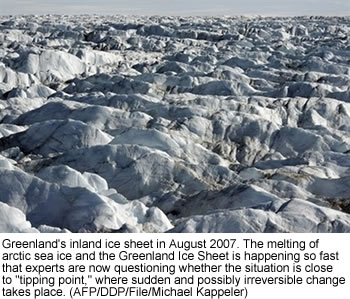 Greenland's inland ice sheet in August 2007. The melting of
arctic sea ice and the Greenland Ice Sheet is happening so fast
that experts are now questioning whether the situation is close
to "tipping point," where sudden and possibly irreversible change
takes place. (AFP/DDP/File/Michael Kappeler)